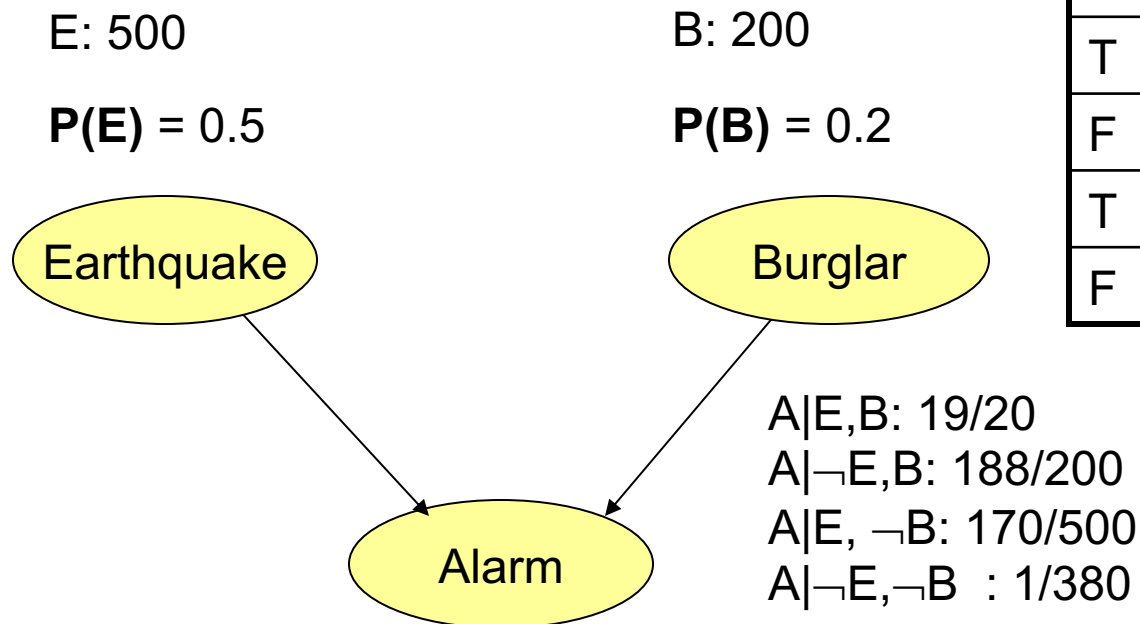 E: 500
B: 200
P(E) = 0.5
P(B) = 0.2
T
F
T
F
Earthquake
Burglar
Alarm
A|E,B: 19/20
A|¬E,B: 188/200
A|E, ¬B: 170/500
A|¬E,¬B : 1/380